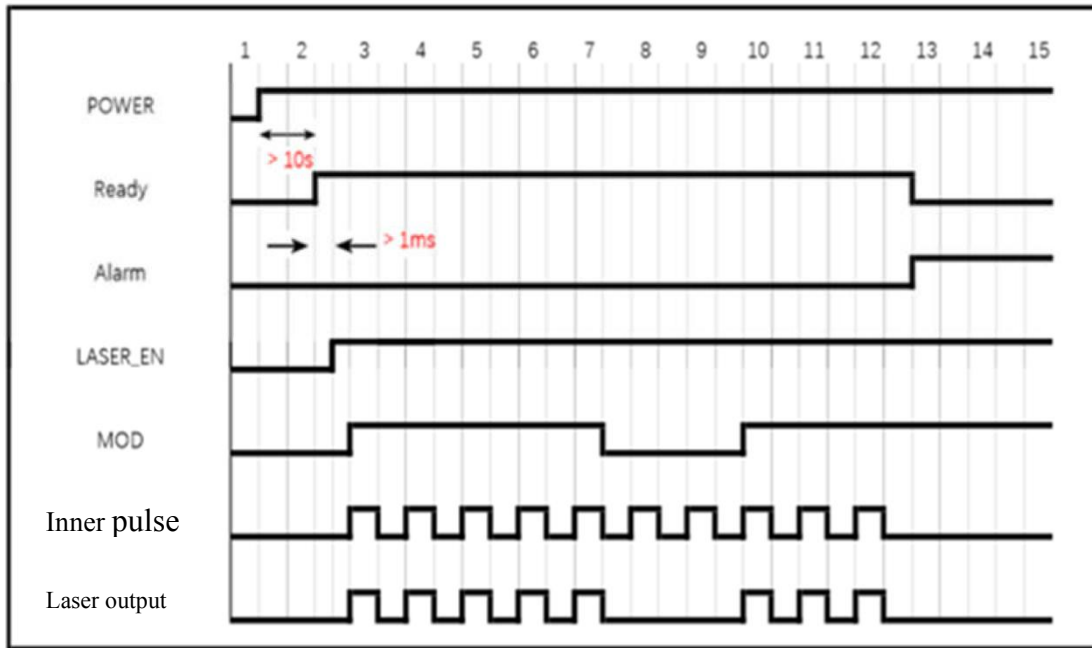 1 2 3 4 5 6 7 8 9 10 11 12 13 14 15
POWER
> 10s
Ready
> 1ms
Alarm
LASER_EN
MOD
Inner pulse
Laser output